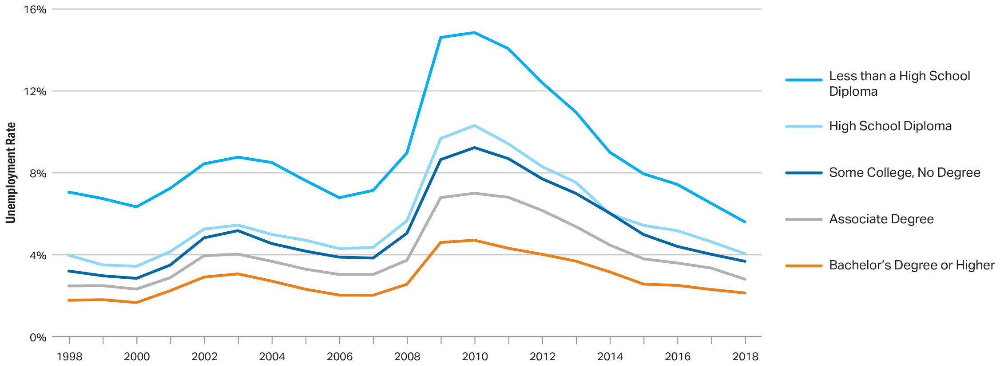 16%
12%
8%
4%
0%
Unemployment Rate
1998 2000 2002 2004 2006 2008 2010 2012 2014 2016 2018
Less than a High School
Diploma
High School Diploma
Some College, No Degree
Associate Degree
Bachelor’s Degree or Higher